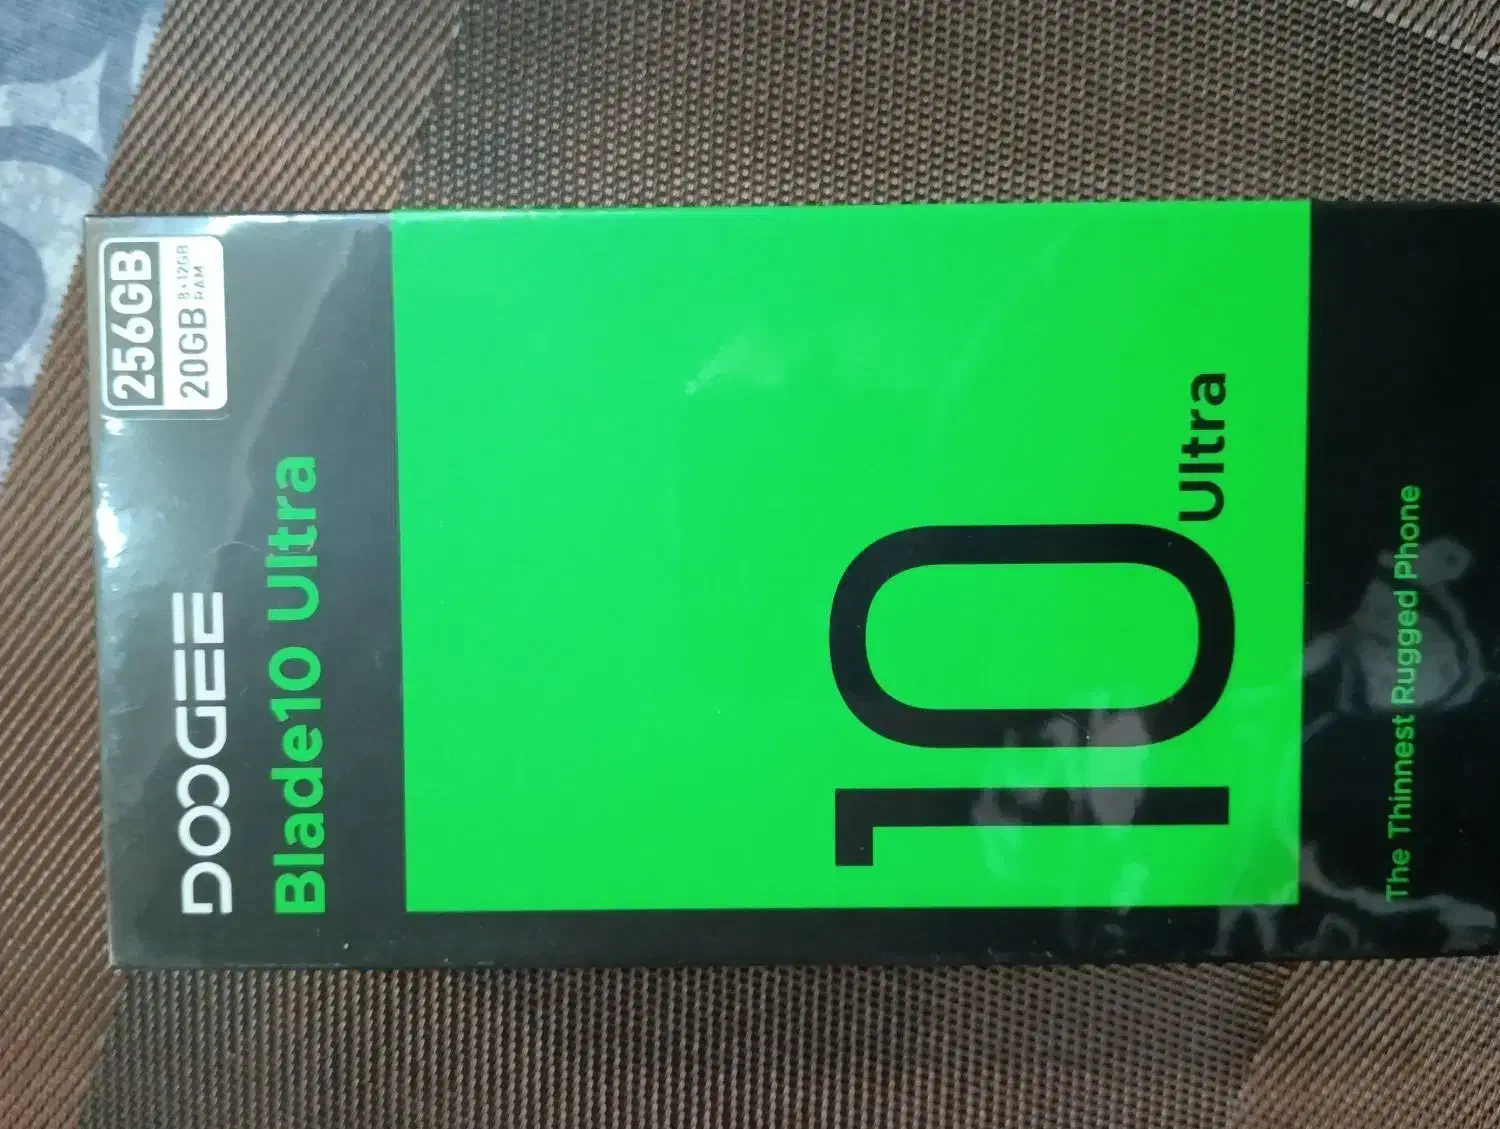 256GB
20GB 8+12GB RAM
DOOGEE
Blade10 Ultra
10 Ultra
The Thinnest Rugged Phone